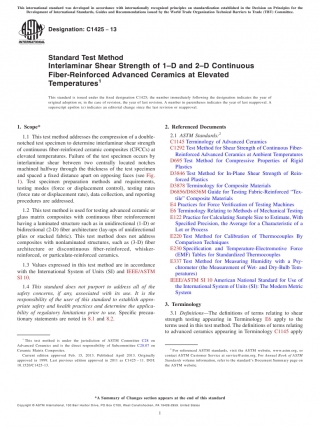 This international standard was developed in accordance with internationally recognized principles on standardization established in the Decision on Principles for the
Development of International Standards, Guides and Recommendations issued by the World Trade Organization Technical Barriers to Trade (TBT) Committee.
Designation: C1425 − 13
Standard Test Method
Interlaminar Shear Strength of 1–D and 2–D Continuous
Fiber-Reinforced Advanced Ceramics at Elevated
Temperatures1
This standard is issued under the fixed designation C1425; the number immediately following the designation indicates the year of
original adoption or, in the case of revision, the year of last revision. A number in parentheses indicates the year of last reapproval. A
superscript epsilon (ε) indicates an editorial change since the last revision or reapproval.
1. Scope*
1.1 This test method addresses the compression of a double-
notched test specimen to determine interlaminar shear strength
of continuous fiber-reinforced ceramic composites (CFCCs) at
elevated temperatures. Failure of the test specimen occurs by
interlaminar shear between two centrally located notches
machined halfway through the thickness of the test specimen
and spaced a fixed distance apart on opposing faces (see Fig.
1). Test specimen preparation methods and requirements,
testing modes (force or displacement control), testing rates
(force rate or displacement rate), data collection, and reporting
procedures are addressed.
1.2 This test method is used for testing advanced ceramic or
glass matrix composites with continuous fiber reinforcement
having a laminated structure such as in unidirectional (1-D) or
bidirectional (2-D) fiber architecture (lay-ups of unidirectional
plies or stacked fabric). This test method does not address
composites with nonlaminated structures, such as (3-D) fiber
architecture or discontinuous fiber-reinforced, whisker-
reinforced, or particulate-reinforced ceramics.
1.3 Values expressed in this test method are in accordance
with the International System of Units (SI) and IEEE/ASTM
SI 10.
1.4 This standard does not purport to address all of the
safety concerns, if any, associated with its use. It is the
responsibility of the user of this standard to establish appro-
priate safety and health practices and determine the applica-
bility of regulatory limitations prior to use. Specific precau-
tionary statements are noted in 8.1 and 8.2.
1 This test method is under the jurisdiction of ASTM Committee C28 on
Advanced Ceramics and is the direct responsibility of Subcommittee C28.07 on
Ceramic Matrix Composites.
Current edition approved Feb. 15, 2013. Published April 2013. Originally
approved in 1999. Last previous edition approved in 2011 as C1425 – 11. DOI:
10.1520/C1425-13.
2. Referenced Documents
2.1 ASTM Standards:2
C1145 Terminology of Advanced Ceramics
C1292 Test Method for Shear Strength of Continuous Fiber-
Reinforced Advanced Ceramics at Ambient Temperatures
D695 Test Method for Compressive Properties of Rigid
Plastics
D3846 Test Method for In-Plane Shear Strength of Rein-
forced Plastics
D3878 Terminology for Composite Materials
D6856/D6856M Guide for Testing Fabric-Reinforced “Tex-
tile” Composite Materials
E4 Practices for Force Verification of Testing Machines
E6 Terminology Relating to Methods of Mechanical Testing
E122 Practice for Calculating Sample Size to Estimate, With
Specified Precision, the Average for a Characteristic of a
Lot or Process
E220 Test Method for Calibration of Thermocouples By
Comparison Techniques
E230 Specification and Temperature-Electromotive Force
(EMF) Tables for Standardized Thermocouples
E337 Test Method for Measuring Humidity with a Psy-
chrometer (the Measurement of Wet- and Dry-Bulb Tem-
peratures)
IEEE/ASTM SI 10 American National Standard for Use of
the International System of Units (SI): The Modern Metric
System
3. Terminology
3.1 Definitions—The definitions of terms relating to shear
strength testing appearing in Terminology E6 apply to the
terms used in this test method. The definitions of terms relating
to advanced ceramics appearing in Terminology C1145 apply
2 For referenced ASTM standards, visit the ASTM website, www.astm.org, or
contact ASTM Customer Service at service@astm.org. For Annual Book of ASTM
Standards volume information, refer to the standard's Document Summary page on
the ASTM website.
*A Summary of Changes section appears at the end of this standard
Copyright © ASTM International, 100 Barr Harbor Drive, PO Box C700, West Conshohocken, PA 19428-2959. United States
1